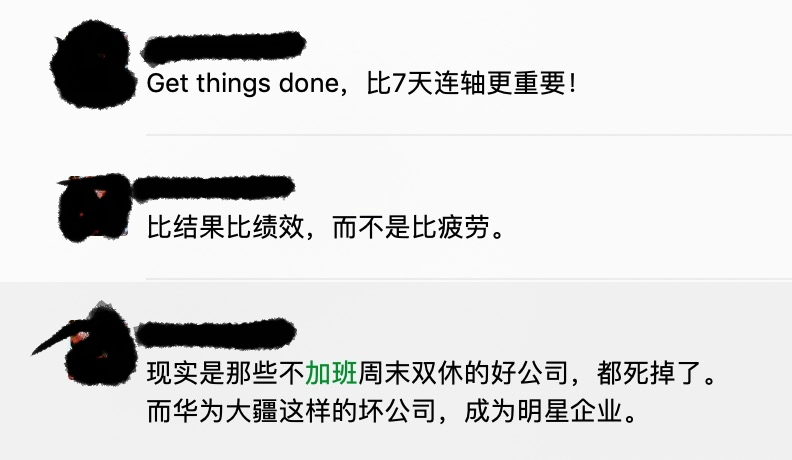 Get things done，比7天连轴更重要！
比结果比绩效，而不是比疲劳。
现实是那些不加班周末双休的好公司，都死掉了。
而华为大疆这样的坏公司，成为明星企业。